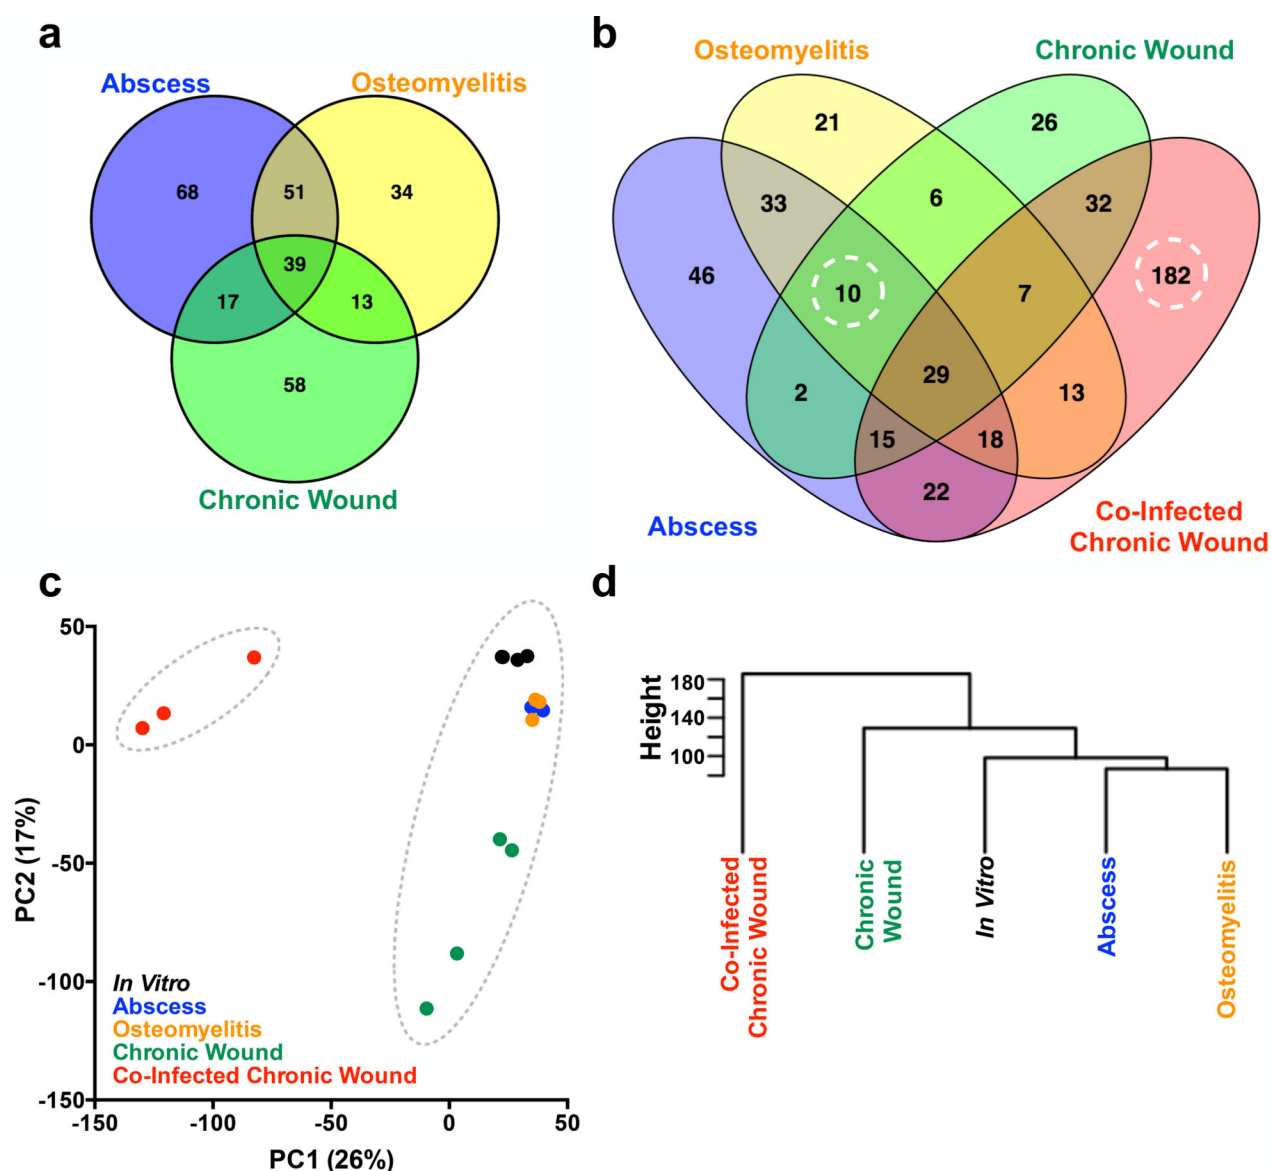 a
Abscess
Osteomyelitis
68
51
34
39
17
13
58
Chronic Wound
b
Osteomyelitis
Chronic Wound
21
26
33
6
32
46
10
7
182
29
2
13
15
18
22
Abscess
Co-Infected
Chronic Wound
c
50
0
-50
-100
-150
PC2 (17%)
In Vitro
Abscess
Osteomyelitis
Chronic Wound
Co-Infected Chronic Wound
-150
-100
-50
0
50
PC1 (26%)
d
Height
180
140
100
Co-Infected
Chronic Wound
Chronic
Wound
In Vitro
Abscess
Osteomyelitis